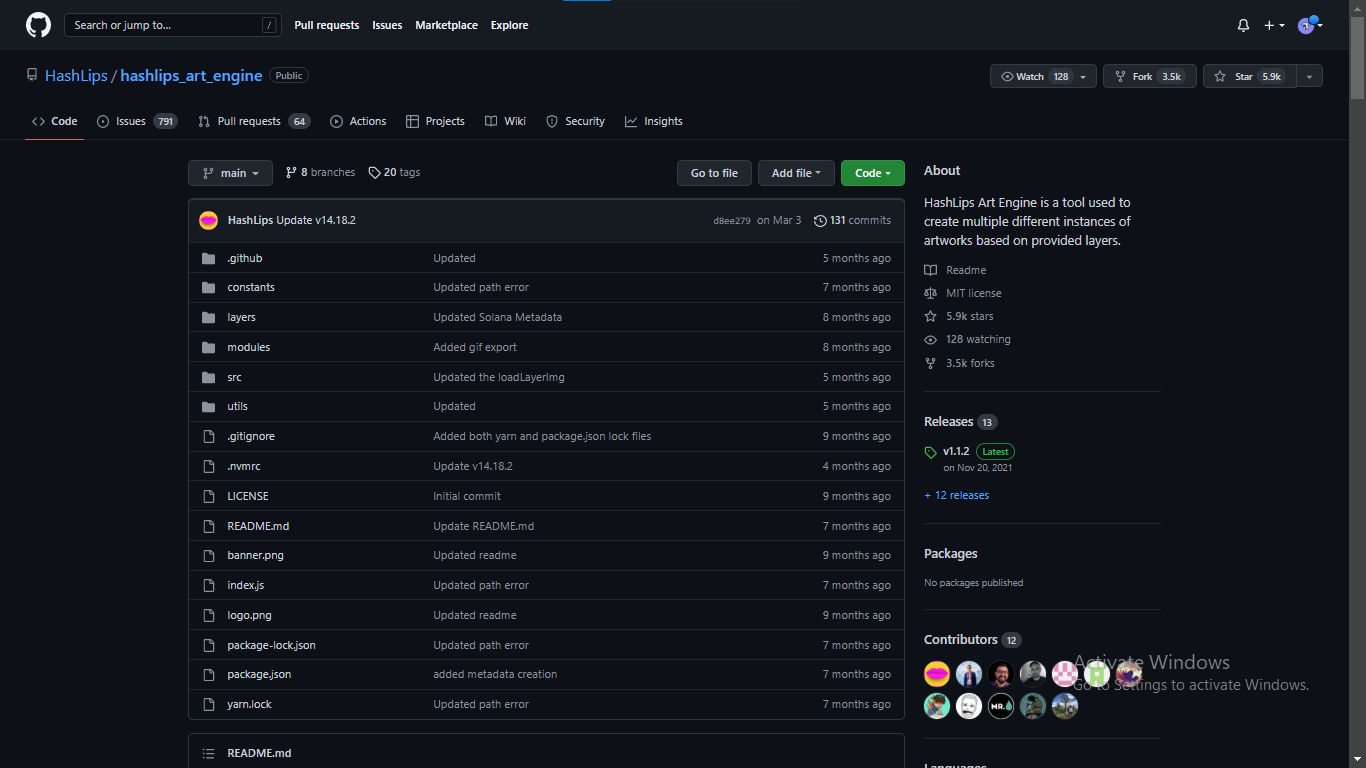 Search or jump to... /
Pull requests Issues Marketplace Explore
HashLips / hashlips_art_engine Public
Watch 128 Fork 3.5k Star 5.9k
Code Issues 791 Pull requests 64 Actions Projects Wiki Security Insights
main 8 branches 20 tags Go to file Add file Code
HashLips Update v14.18.2 d8ee279 on Mar 3 131 commits
.github Updated 5 months ago
constants Updated path error 7 months ago
layers Updated Solana Metadata 8 months ago
modules Added gif export 8 months ago
src Updated the loadLayerImg 5 months ago
utils Updated 5 months ago
.gitignore Added both yarn and package.json lock files 9 months ago
.nvmrc Update v14.18.2 4 months ago
LICENSE Initial commit 9 months ago
README.md Update README.md 7 months ago
banner.png Updated readme 9 months ago
index.js Updated path error 7 months ago
logo.png Updated readme 9 months ago
package-lock.json Updated path error 7 months ago
package.json added metadata creation 7 months ago
yarn.lock Updated path error 7 months ago
README.md
About
HashLips Art Engine is a tool used to
create multiple different instances of
artworks based on provided layers.
Readme
MIT license
5.9k stars
128 watching
3.5k forks
Releases 13
v1.1.2 Latest
on Nov 20, 2021
+ 12 releases
Packages
No packages published
Contributors 12
MR.
Activate Windows
Go to Settings to activate Windows.
Languages